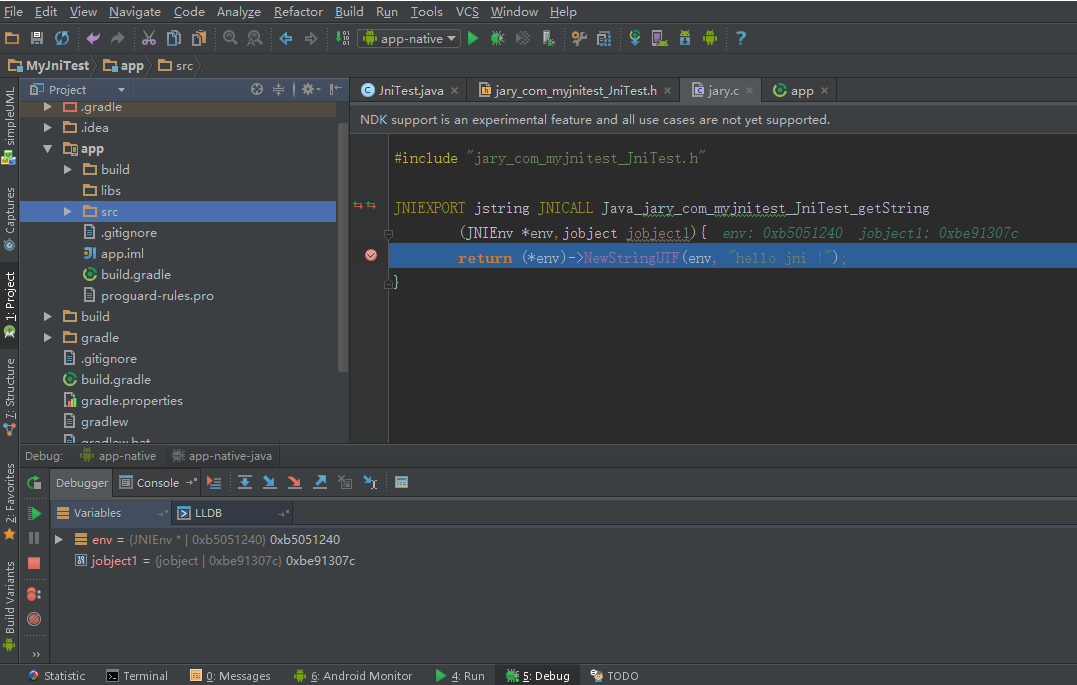 File Edit View Navigate Code Analyze Refactor Build Run Tools VCS Window Help
app-native
MyJniTest app src
Project
JniTest.java jary_com_myjnitest_JniTest.h jary.c app
NDK support is an experimental feature and all use cases are not yet supported.
.gradle
.idea
app
build
libs
src
.gitignore
app.iml
build.gradle
proguard-rules.pro
build
gradle
.gitignore
build.gradle
gradle.properties
gradlew
gradlew.bat
#include "jary_com_myjnitest_JniTest.h"
JNIEXPORT jstring JNICALL Java_jary_com_myjnitest_JniTest_getString
(JNIEnv *env,jobject jobject1){ env: 0xb5051240 jobject1: 0xbe91307c
return (*env)->NewStringUTF(env, "hello jni !");
}
simpleUML
Captures
1: Project
7: Structure
2: Favorites
Build Variants
Debug: app-native app-native-java
Debugger Console
Variables LLDB
env = {JNIEnv * | 0xb5051240} 0xb5051240
jobject1 = {jobject | 0xbe91307c} 0xbe91307c
Statistic Terminal 0: Messages 6: Android Monitor 4: Run 5: Debug TODO